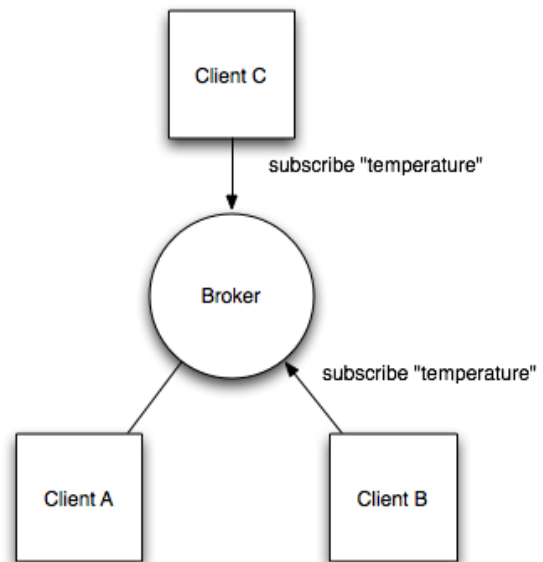 Client C
subscribe "temperature"
Broker
subscribe "temperature"
Client A
Client B